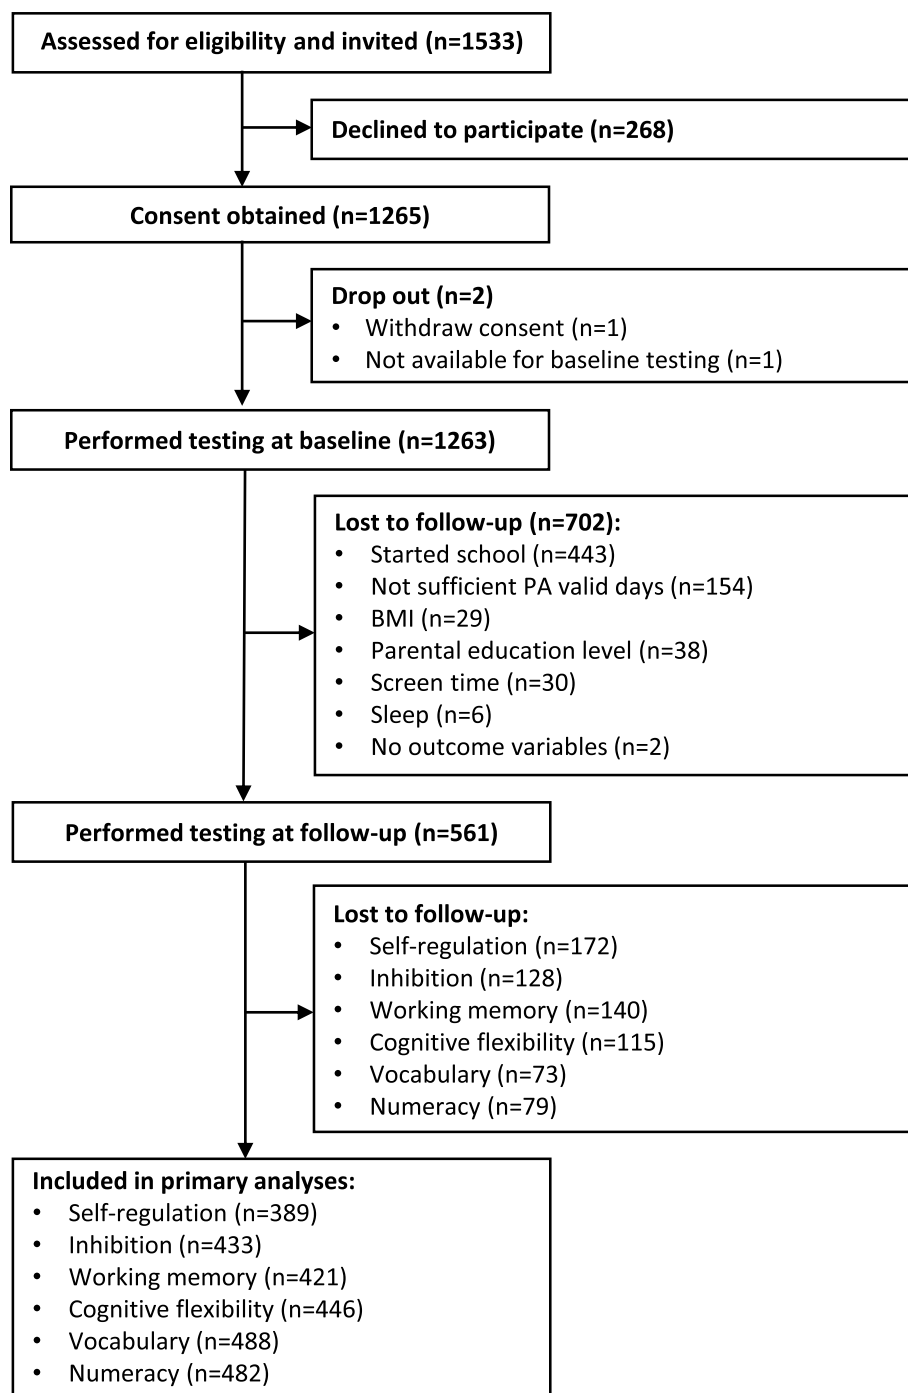 Assessed for eligibility and invited (n=1533)
Declined to participate (n=268)
Consent obtained (n=1265)
Drop out (n=2)
• Withdraw consent (n=1)
• Not available for baseline testing (n=1)
Performed testing at baseline (n=1263)
Lost to follow-up (n=702):
• Started school (n=443)
• Not sufficient PA valid days (n=154)
• BMI (n=29)
• Parental education level (n=38)
• Screen time (n=30)
• Sleep (n=6)
• No outcome variables (n=2)
Performed testing at follow-up (n=561)
Lost to follow-up:
• Self-regulation (n=172)
• Inhibition (n=128)
• Working memory (n=140)
• Cognitive flexibility (n=115)
• Vocabulary (n=73)
• Numeracy (n=79)
Included in primary analyses:
• Self-regulation (n=389)
• Inhibition (n=433)
• Working memory (n=421)
• Cognitive flexibility (n=446)
• Vocabulary (n=488)
• Numeracy (n=482)